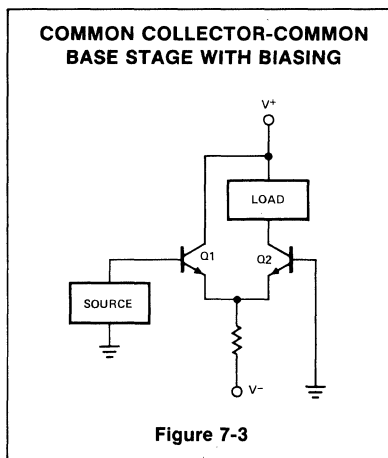 COMMON COLLECTOR-COMMON
BASE STAGE WITH BIASING
V+
LOAD
Q1
Q2
SOURCE
V−
Figure 7-3